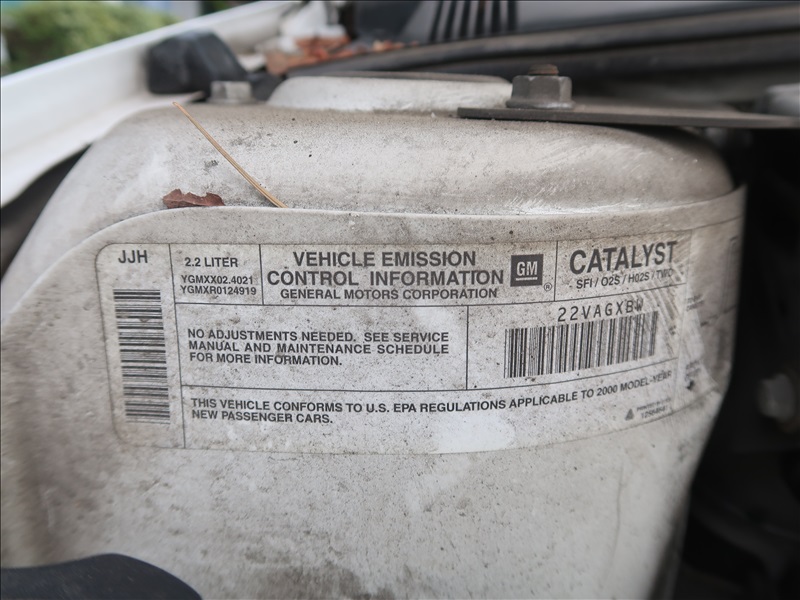 JJH
2.2 LITER
YGMXX02.4021
YGMXR0124919
VEHICLE EMISSION
CONTROL INFORMATION
GENERAL MOTORS CORPORATION
GM
®
CATALYST
SFI / O2S / HO2S / TWC
NO ADJUSTMENTS NEEDED. SEE SERVICE
MANUAL AND MAINTENANCE SCHEDULE
FOR MORE INFORMATION.
22VAGXBW
THIS VEHICLE CONFORMS TO U.S. EPA REGULATIONS APPLICABLE TO 2000 MODEL-YEAR
NEW PASSENGER CARS.